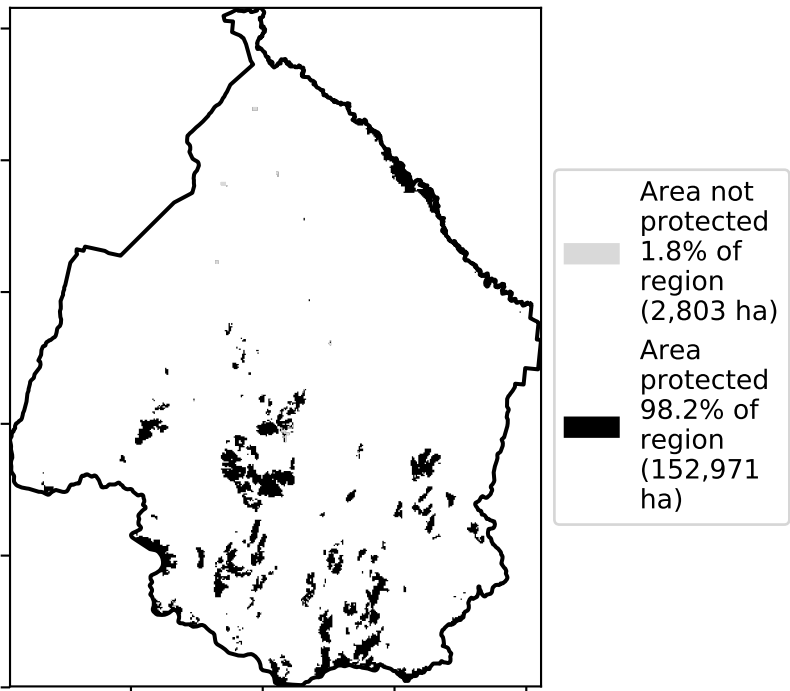 Area not
protected
1.8% of
region
(2,803 ha)
Area
protected
98.2% of
region
(152,971
ha)